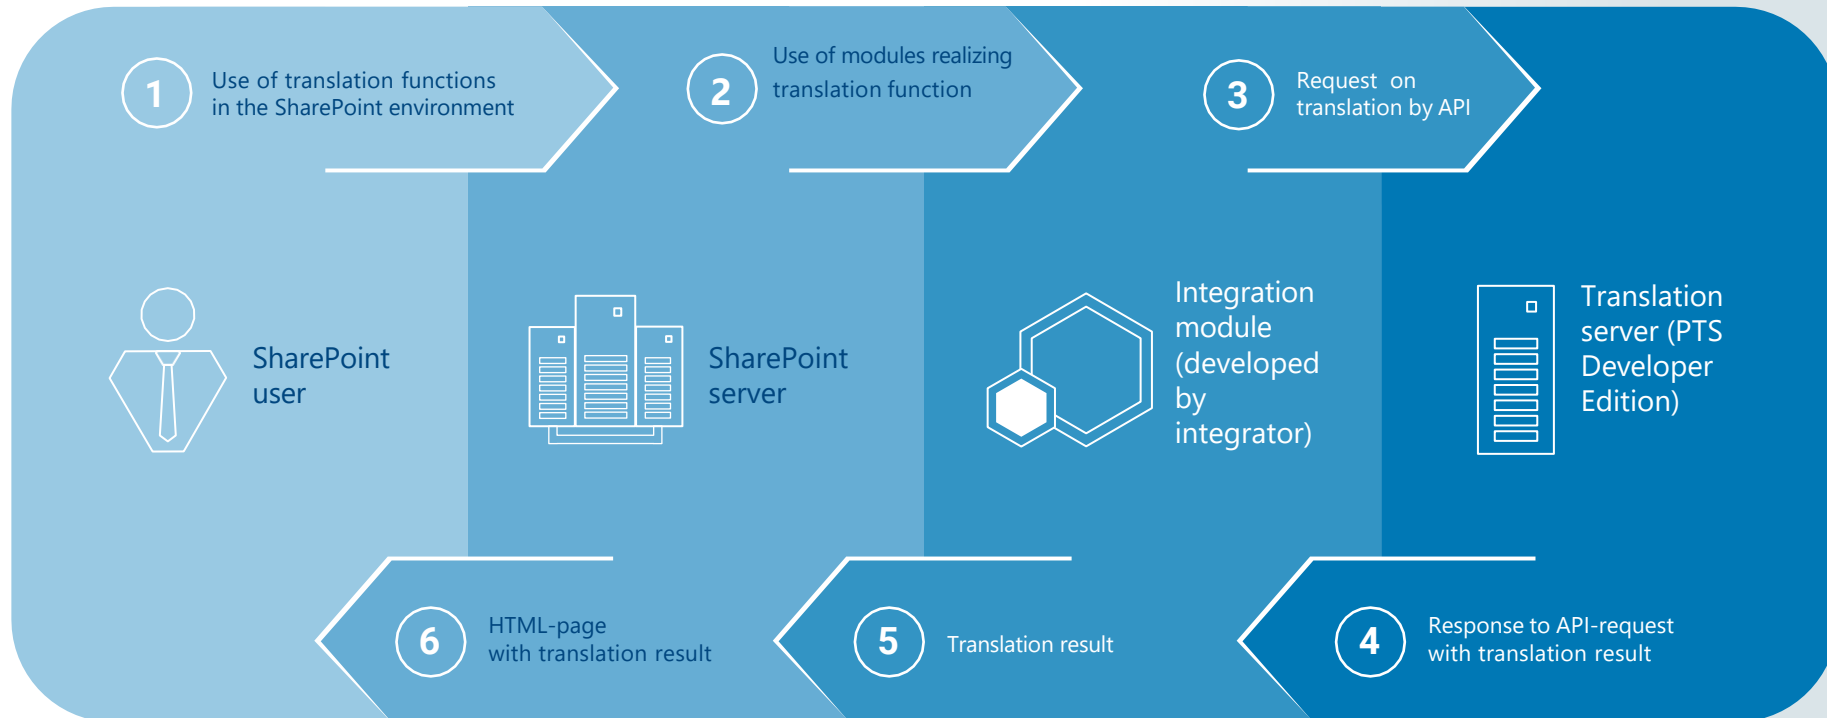 1
Use of translation functions
in the SharePoint environment
2
Use of modules realizing
translation function
3
Request on
translation by API
SharePoint
user
SharePoint
server
Integration
module
(developed
by
integrator)
Translation
server (PTS
Developer
Edition)
6
HTML-page
with translation result
5
Translation result
4
Response to API-request
with translation result